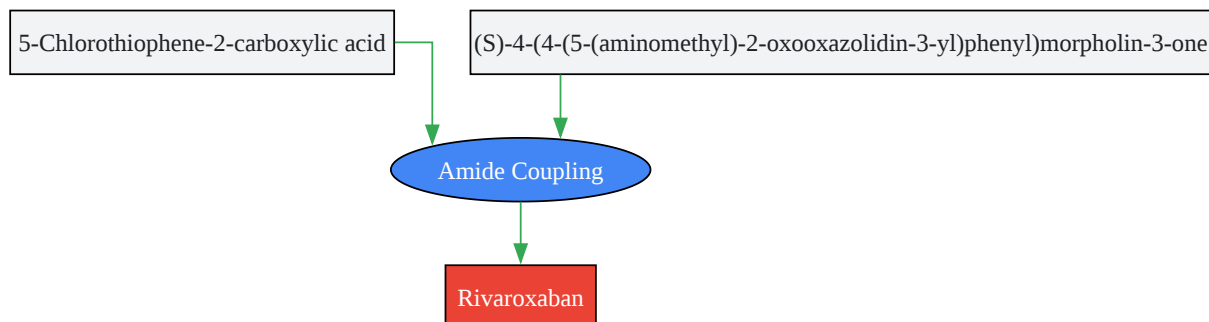 5-Chlorothiophene-2-carboxylic acid
(S)-4-(4-(5-(aminomethyl)-2-oxooxazolidin-3-yl)phenyl)morpholin-3-one
Amide Coupling
Rivaroxaban